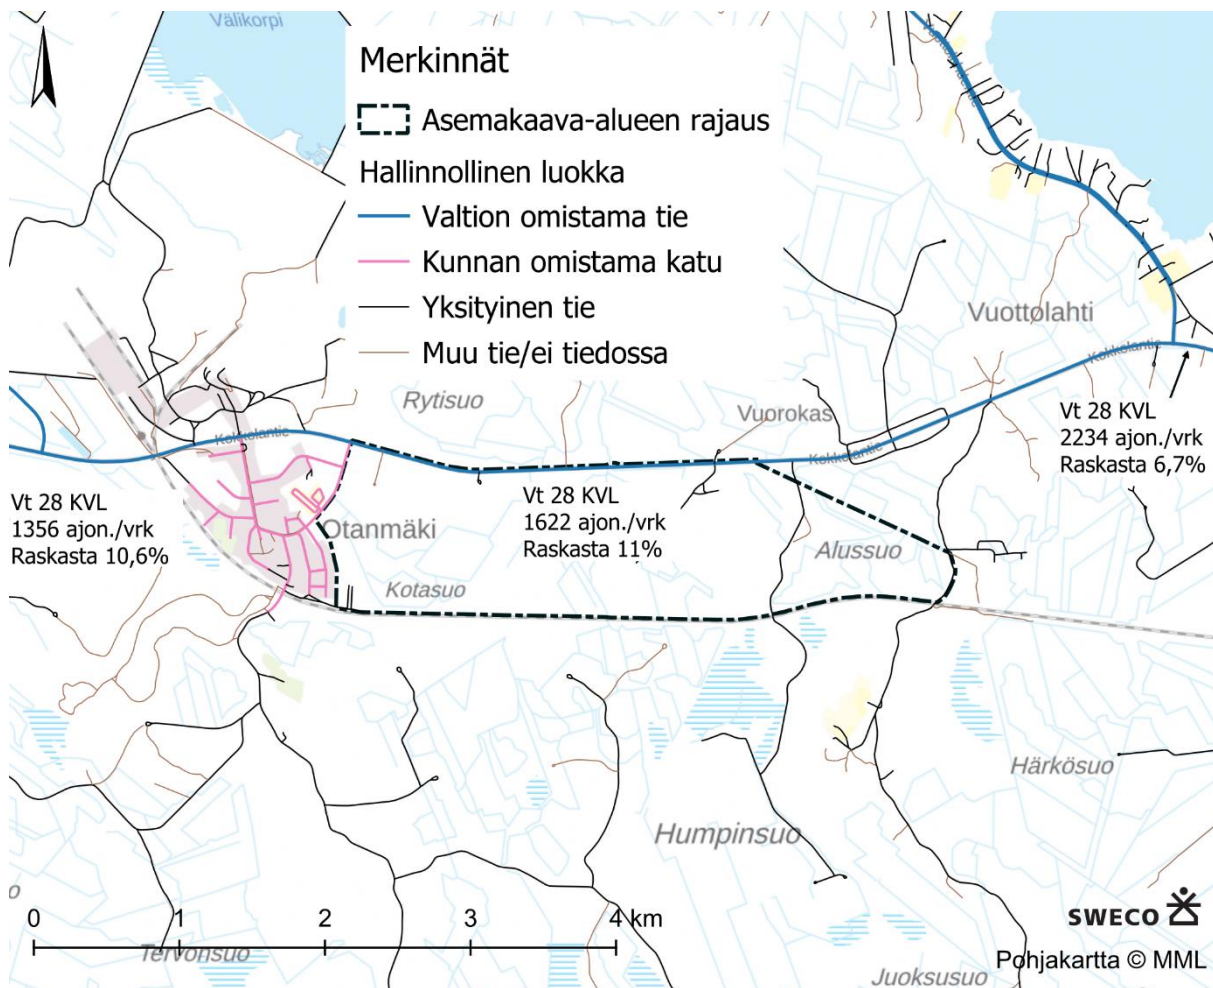 Välikorpi
Merkinnät
Asemakaava-alueen rajaus
Hallinnollinen luokka
Valtion omistama tie
Kunnan omistama katu
Yksityinen tie
Muu tie/ei tiedossa
Vuottolahti
Kokkolantie
Rytisuo
Vuorokas
Kokkolantie
Kokkolantie
Vt 28 KVL
2234 ajon./vrk
Raskasta 6,7%
Vt 28 KVL
1356 ajon./vrk
Raskasta 10,6%
Vt 28 KVL
1622 ajon./vrk
Raskasta 11%
Otanmäki
Alussuo
Kotasuo
Härkösuo
Humpinsuo
o
0 1 2 3 4 km
SWECO
Tervonsuo
Pohjakartta © MML
Juoksusuo